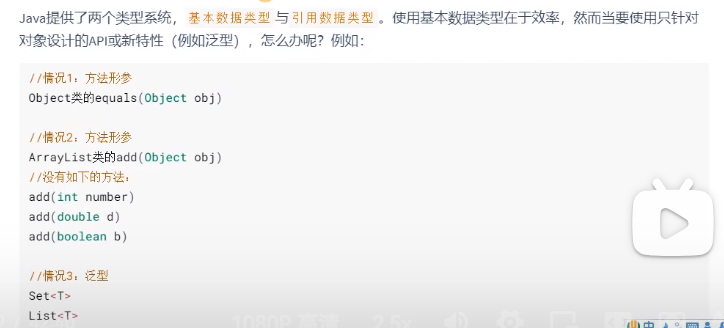 Java提供了两个类型系统，基本数据类型与引用数据类型。使用基本数据类型在于效率，然而当要使用只针对
对象设计的API或新特性（例如泛型），怎么办呢？例如：
//情况1：方法形参
Object类的equals(Object obj)
//情况2：方法形参
ArrayList类的add(Object obj)
//没有如下的方法：
add(int number)
add(double d)
add(boolean b)
//情况3：泛型
Set<T>
List<T>
1080P 高清 2.5x
中